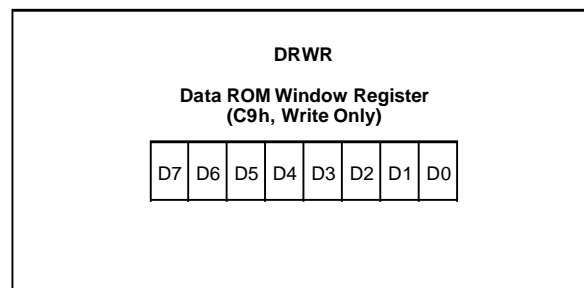 DRWR
Data ROM Window Register
(C9h, Write Only)
D7 D6 D5 D4 D3 D2 D1 D0